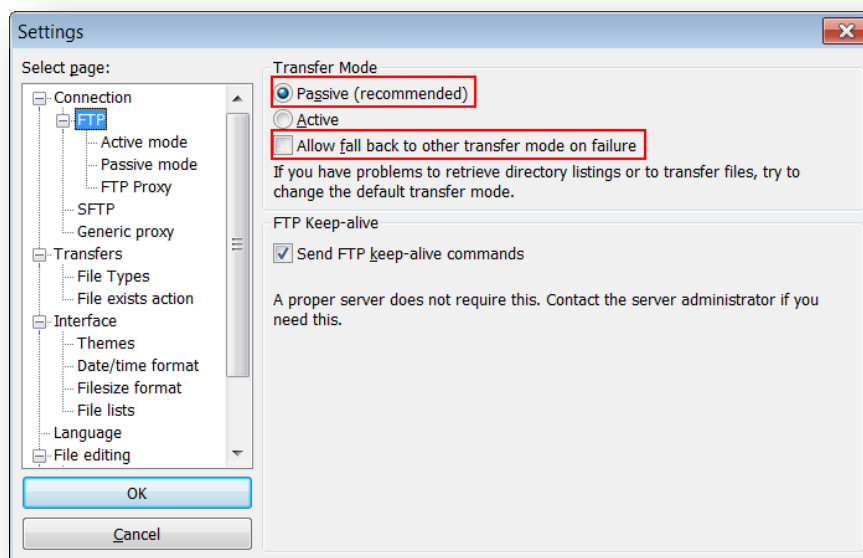 Settings
Select page:
Connection
FTP
Active mode
Passive mode
FTP Proxy
SFTP
Generic proxy
Transfers
File Types
File exists action
Interface
Themes
Date/time format
Filesize format
File lists
Language
File editing
OK
Cancel
Transfer Mode
Passive (recommended)
Active
Allow fall back to other transfer mode on failure
If you have problems to retrieve directory listings or to transfer files, try to
change the default transfer mode.
FTP Keep-alive
Send FTP keep-alive commands
A proper server does not require this. Contact the server administrator if you
need this.